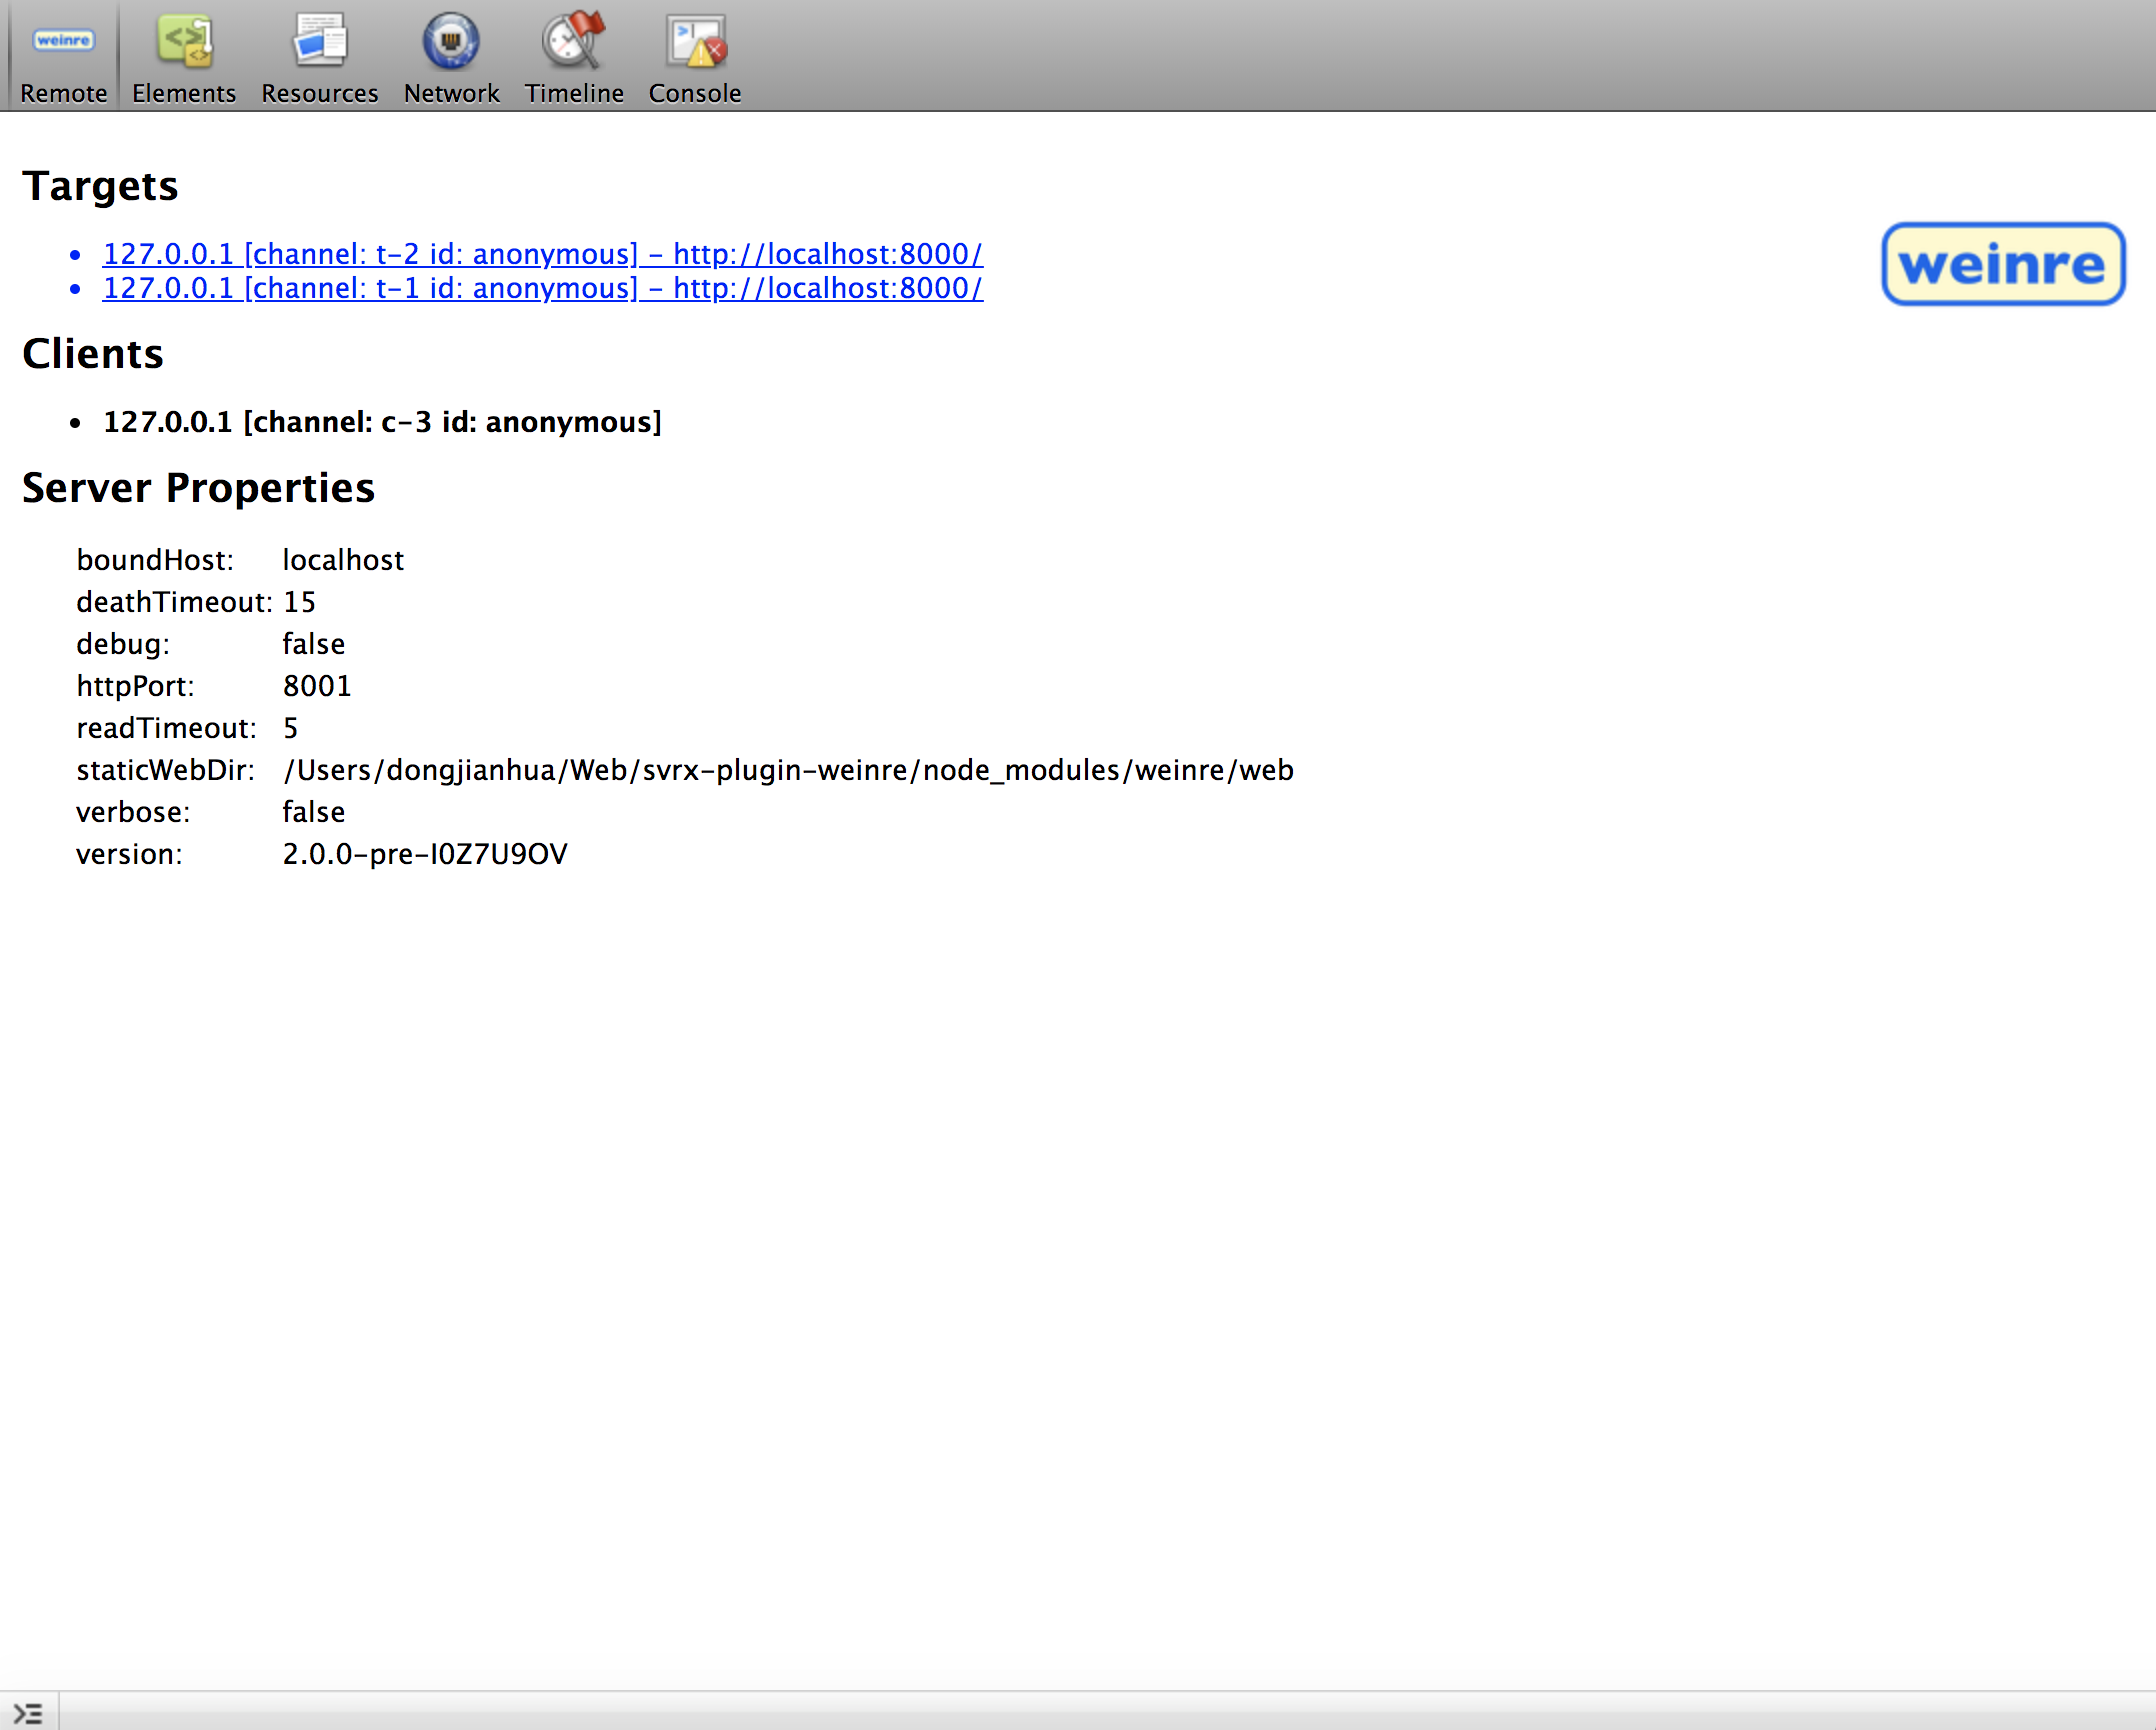 weinre
Remote Elements Resources Network Timeline Console
Targets
127.0.0.1 [channel: t-2 id: anonymous] - http://localhost:8000/
127.0.0.1 [channel: t-1 id: anonymous] - http://localhost:8000/
weinre
Clients
127.0.0.1 [channel: c-3 id: anonymous]
Server Properties
boundHost: localhost
deathTimeout: 15
debug: false
httpPort: 8001
readTimeout: 5
staticWebDir: /Users/dongjianhua/Web/svrx-plugin-weinre/node_modules/weinre/web
verbose: false
version: 2.0.0-pre-I0Z7U9OV